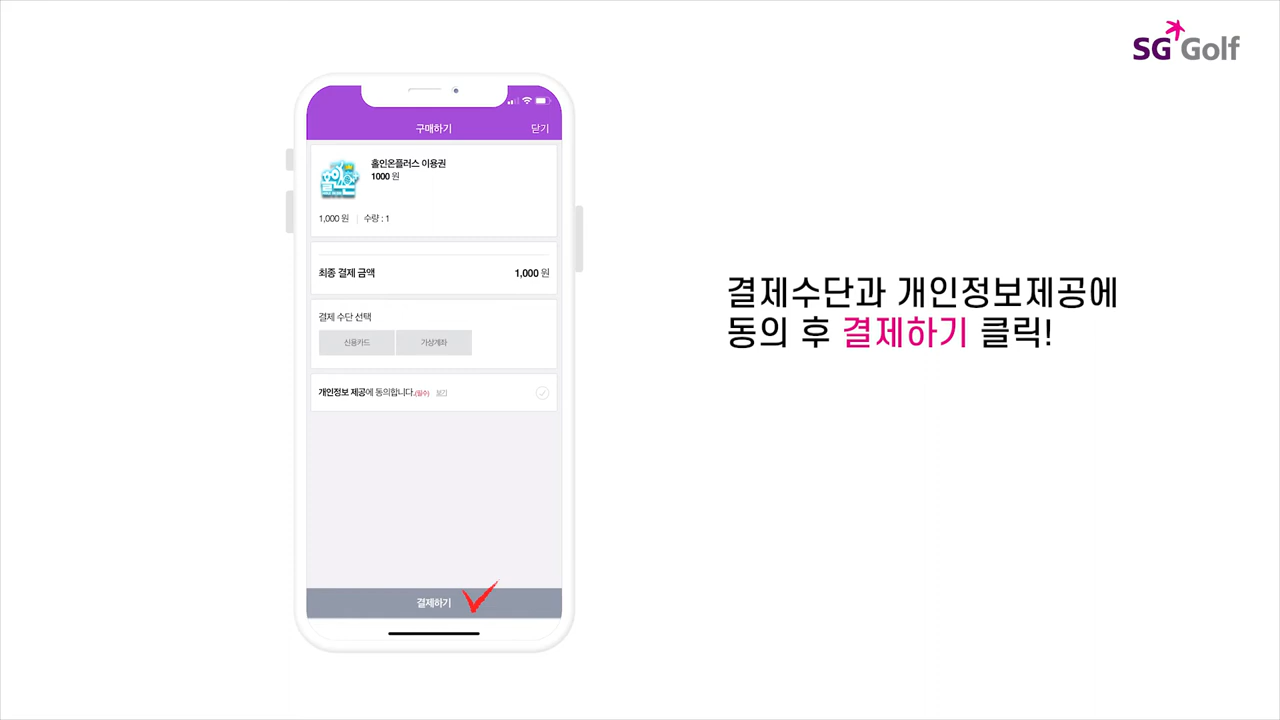 SG Golf
구매하기
닫기
홀인온플러스 이용권
1000 원
홀인온
1,000 원 | 수량 : 1
최종 결제 금액
1,000 원
결제 수단 선택
신용카드
가상계좌
개인정보 제공에 동의합니다.(필수) 보기
결제하기
결제수단과 개인정보제공에
동의 후 결제하기 클릭!